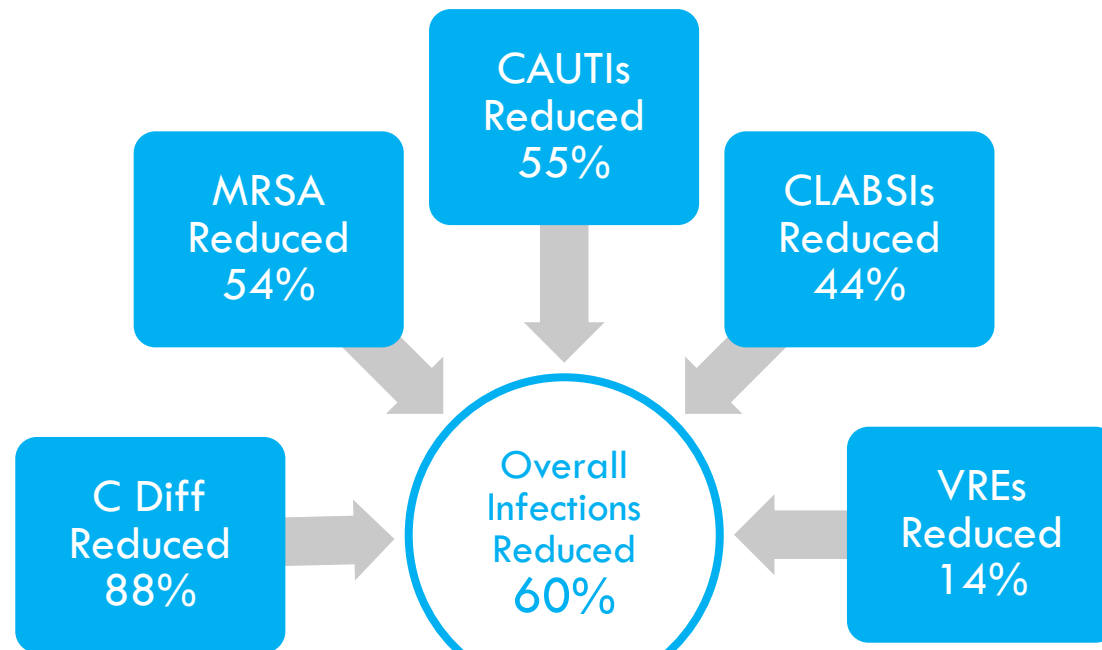 CAUTIs
Reduced
55%
MRSA
Reduced
54%
CLABSIs
Reduced
44%
C Diff
Reduced
88%
Overall
Infections
Reduced
60%
VREs
Reduced
14%